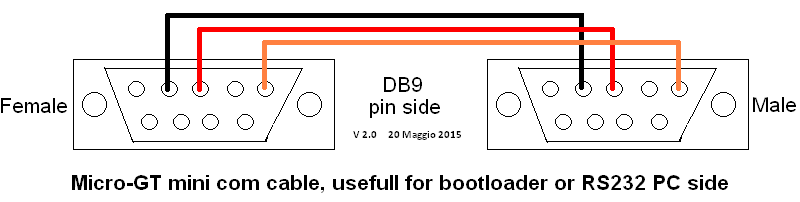 DB9
Female
pin side
Male
V 2.0 20 Maggio 2015
Micro-GT mini com cable, usefull for bootloader or RS232 PC side